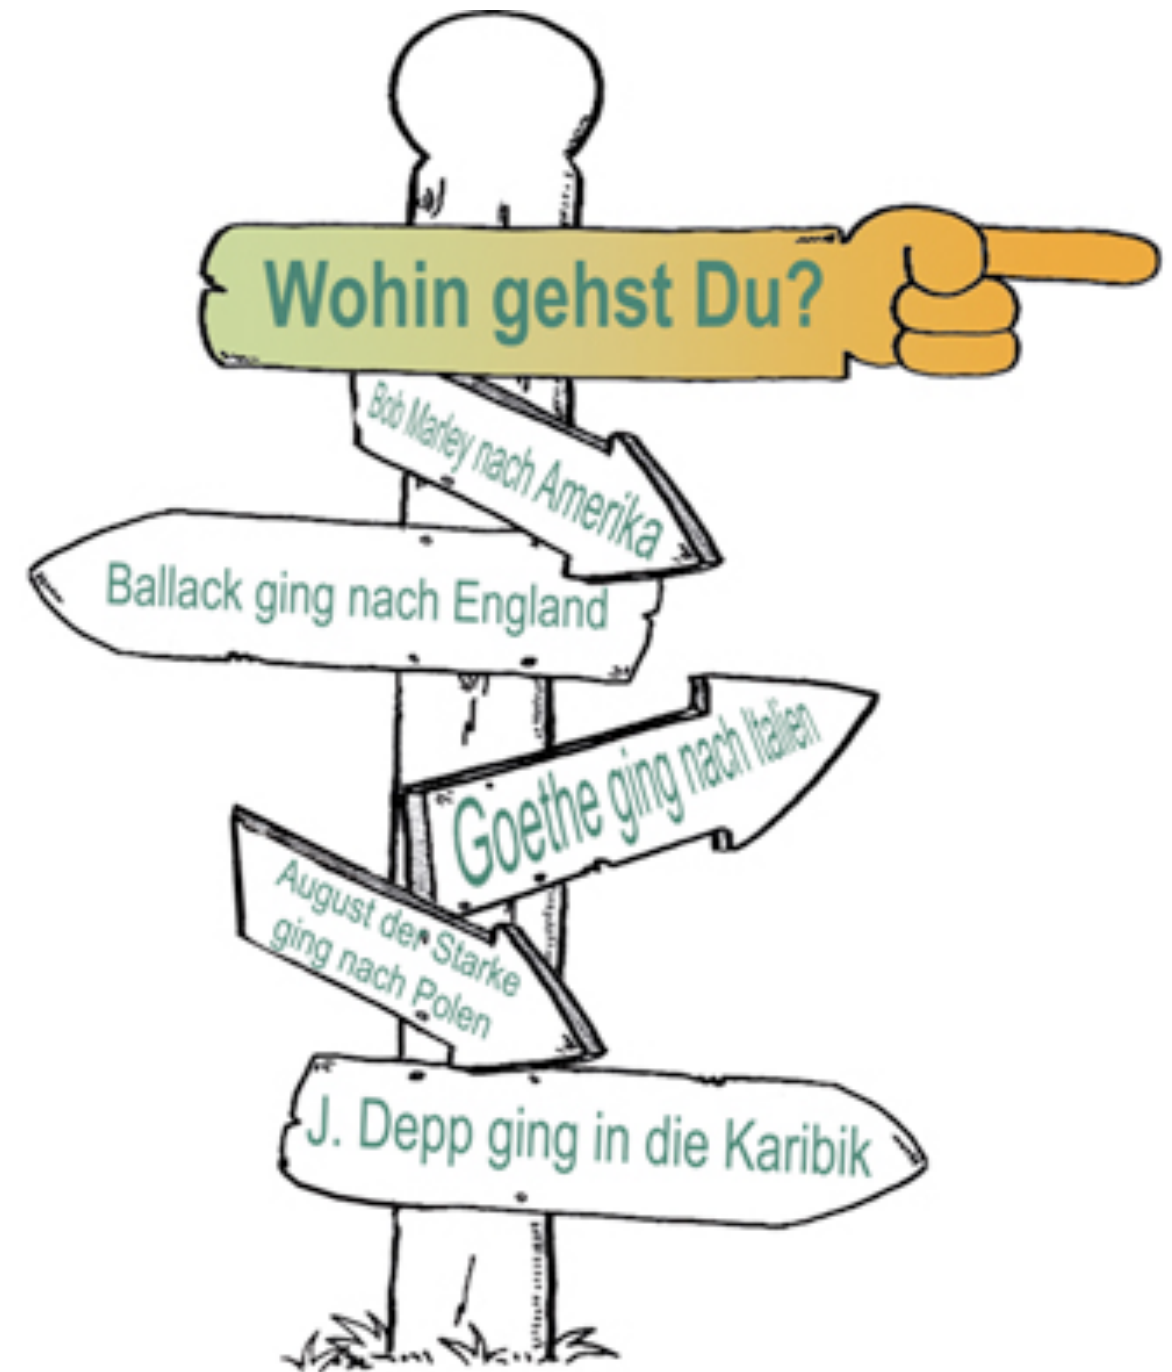 Wohin gehst Du?
Bob Marley nach Amerika
Ballack ging nach England
Goethe ging nach Italien
August der Starke
ging nach Polen
J. Depp ging in die Karibik